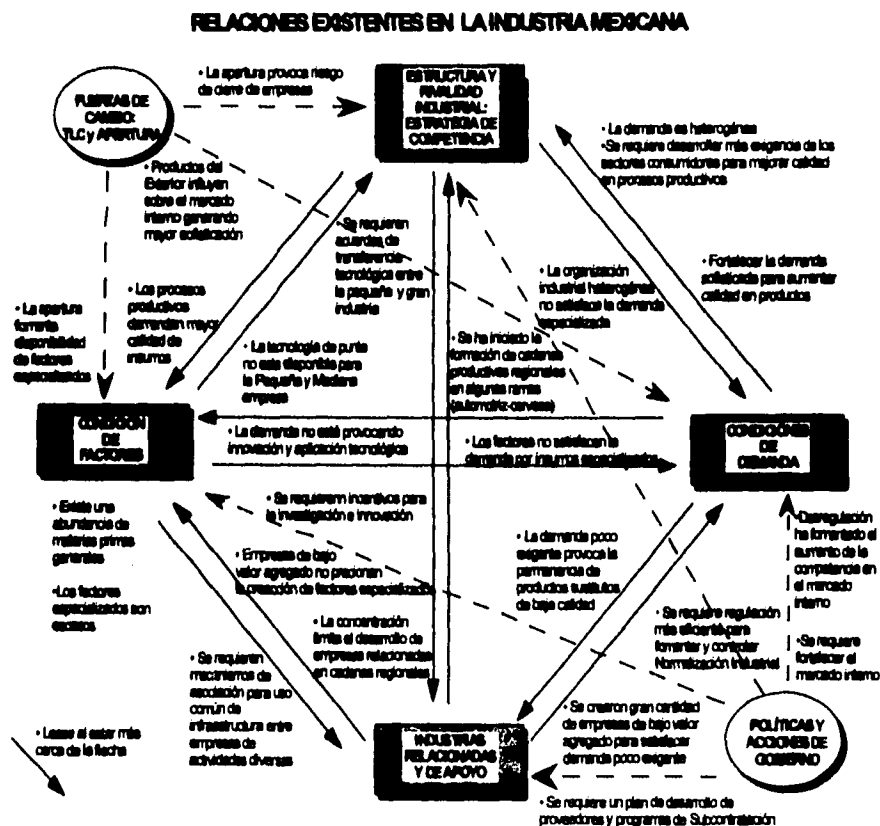 RELACIONES EXISTENTES EN LA INDUSTRIA MEXICANA
FUERZAS DE
CAMBIO:
TLC y APERTURA
• La apertura provoca riesgo
de cierre de empresas
ESTRUCTURA Y
RIVALIDAD
INDUSTRIAL:
ESTRATEGIA DE
COMPETENCIA
• La demanda es heterogénea
• Se requiere desarrollar más exigencia de los
sectores consumidores para mejorar calidad
en procesos productivos
• Productos del
Exterior influyen
sobre el mercado
interno generando
mayor sofisticación
• Se requieren
acuerdos de
transferencia
tecnológica entre
la pequeña y gran
industria
• La organización
industrial heterogénea
no satisface la demanda
especializada
• Fortalecer la demanda
sofisticada para aumentar
calidad en productos
• La apertura
fomenta
disponibilidad
de factores
especializados
• Los procesos
productivos
demandan mayor
calidad de
insumos
• La tecnología de punta
no esta disponible para
la Pequeña y Mediana
empresa
• Se ha iniciado la
formación de cadenas
productivas regionales
en algunas ramas
(automotriz-cerveza)
CONDICION
DE
FACTORES
• La demanda no está provocando
innovación y aplicación tecnológica
• Los factores no satisfacen la
demanda por insumos especializados
CONDICIONES
DE
DEMANDA
• Existe una
abundancia de
materias primas
generales
• Los factores
especializados son
escasos
• Se requieren incentivos para
la investigación e innovación
• Empresas de bajo
valor agregado no presionan
la creación de factores especializados
• La concentración
limita el desarrollo de
empresas relacionadas
en cadenas regionales
• La demanda poco
exigente provoca la
permanencia de
productos sustitutos
de baja calidad
• Desregulación
ha fomentado el
aumento de la
competencia en
el mercado
interno
• Se requiere regulación
más eficiente para
fomentar y controlar
Normalización Industrial
• Se requiere
fortalecer el
mercado interno
• Se requieren
mecanismos de
asociación para uso
común de
infraestructura entre
empresas de
actividades diversas
• Lease al estar más
cerca de la flecha
INDUSTRIAS
RELACIONADAS
Y DE APOYO
• Se crearon gran cantidad
de empresas de bajo valor
agregado para satisfacer
demanda poco exigente
POLÍTICAS Y
ACCIONES DE
GOBIERNO
• Se requiere un plan de desarrollo de
proveedores y programas de Subcontratación